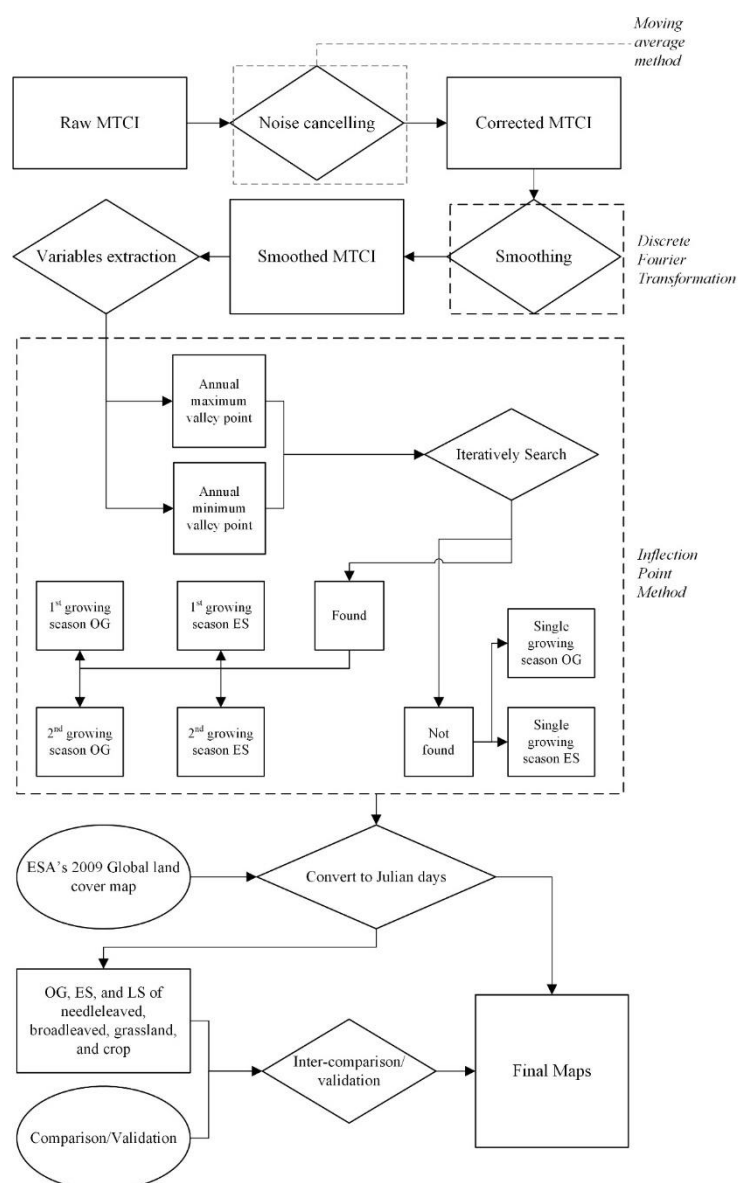 Moving
average
method
Raw MTCI
Noise cancelling
Corrected MTCI
Variables extraction
Smoothed MTCI
Smoothing
Discrete
Fourier
Transformation
Annual
maximum
valley point
Iteratively Search
Annual
minimum
valley point
Inflection
Point
Method
1st growing
season OG
1st growing
season ES
Found
Single
growing
season OG
2nd growing
season OG
2nd growing
season ES
Not
found
Single
growing
season ES
ESA's 2009 Global land
cover map
Convert to Julian days
OG, ES, and LS of
needleleaved,
broadleaved, grassland,
and crop
Inter-comparison/
validation
Final Maps
Comparison/Validation